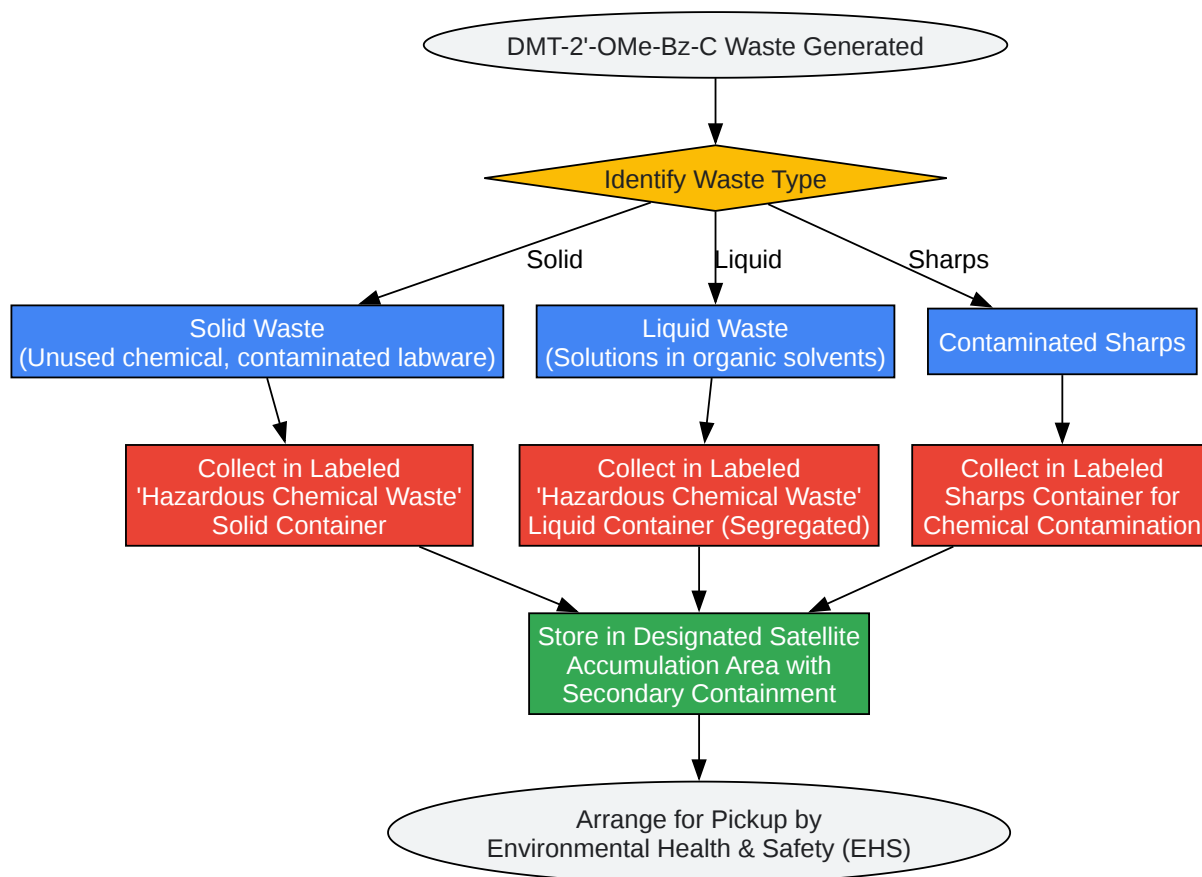 DMT-2'-OMe-Bz-C Waste Generated
Identify Waste Type
Solid
Liquid
Sharps
Solid Waste
(Unused chemical, contaminated labware)
Liquid Waste
(Solutions in organic solvents)
Contaminated Sharps
Collect in Labeled
'Hazardous Chemical Waste'
Solid Container
Collect in Labeled
'Hazardous Chemical Waste'
Liquid Container (Segregated)
Collect in Labeled
Sharps Container for
Chemical Contamination
Store in Designated Satellite
Accumulation Area with
Secondary Containment
Arrange for Pickup by
Environmental Health & Safety (EHS)